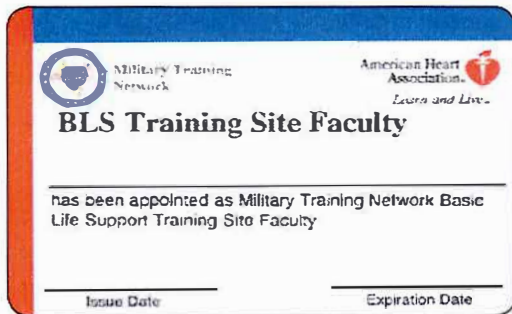 Military Training
Network
American Heart
Association®
Learn and Live®
BLS Training Site Faculty
has been appointed as Military Training Network Basic
Life Support Training Site Faculty
Issue Date
Expiration Date